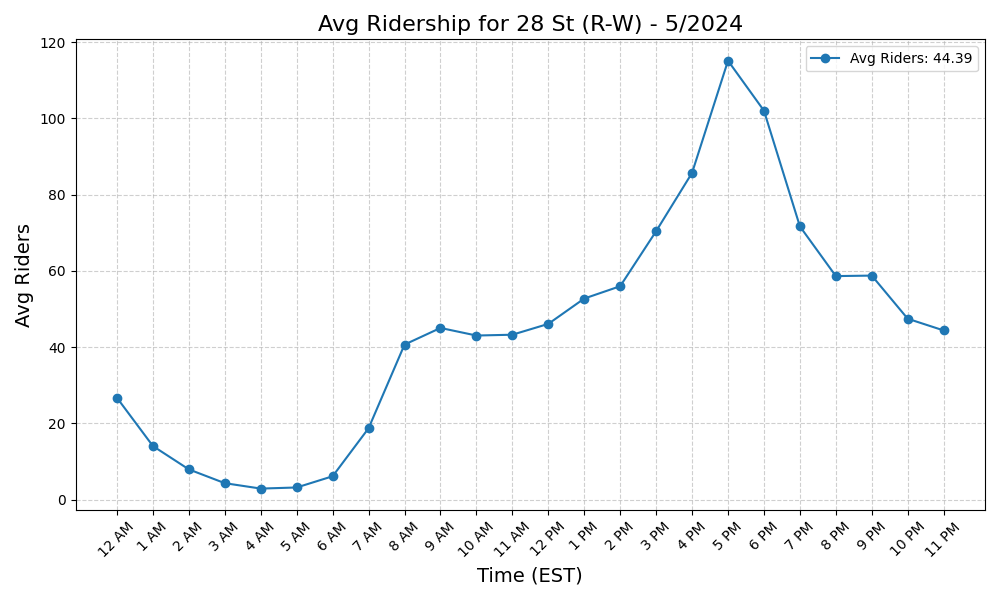 Avg Ridership for 28 St (R-W) - 5/2024
Avg Riders: 44.39
Avg Riders
120
100
80
60
40
20
0
12 AM
1 AM
2 AM
3 AM
4 AM
5 AM
6 AM
7 AM
8 AM
9 AM
10 AM
11 AM
12 PM
1 PM
2 PM
3 PM
4 PM
5 PM
6 PM
7 PM
8 PM
9 PM
10 PM
11 PM
Time (EST)